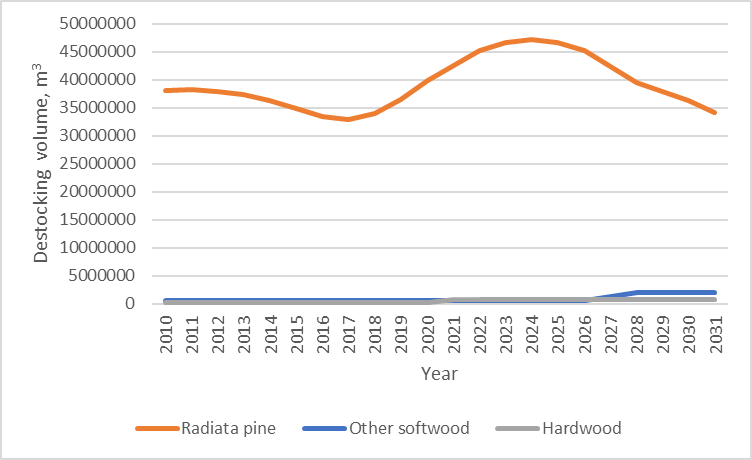 50000000
45000000
40000000
35000000
30000000
25000000
20000000
15000000
10000000
5000000
0
Destocking volume, m³
2010 2011 2012 2013 2014 2015 2016 2017 2018 2019 2020 2021 2022 2023 2024 2025 2026 2027 2028 2029 2030 2031
Year
Radiata pine Other softwood Hardwood